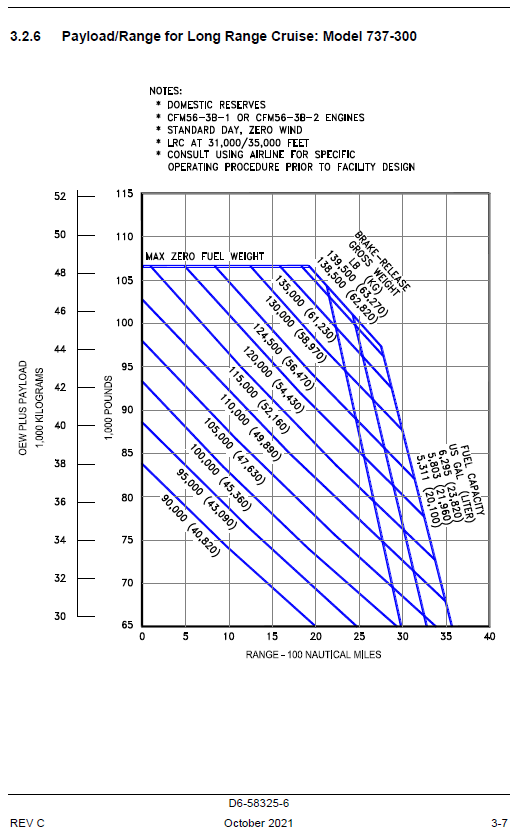 3.2.6 Payload/Range for Long Range Cruise: Model 737-300
NOTES:
* DOMESTIC RESERVES
* CFM56-3B-1 OR CFM56-3B-2 ENGINES
* STANDARD DAY, ZERO WIND
* LRC AT 31,000/35,000 FEET
* CONSULT USING AIRLINE FOR SPECIFIC
OPERATING PROCEDURE PRIOR TO FACILITY DESIGN
OEW PLUS PAYLOAD
1,000 KILOGRAMS
52
50
48
46
44
42
40
38
36
34
32
30
1,000 POUNDS
115
110
105
100
95
90
85
80
75
70
65
MAX ZERO FUEL WEIGHT
BRAKE-RELEASE
GROSS WEIGHT
LB (KG)
139,500 (63,270)
138,500 (62,820)
135,000 (61,230)
130,000 (58,970)
124,500 (56,470)
120,000 (54,430)
115,000 (52,160)
110,000 (49,890)
105,000 (47,630)
100,000 (45,360)
95,000 (43,090)
90,000 (40,820)
FUEL CAPACITY
US GAL (LITER)
6,295 (23,820)
5,803 (21,960)
5,311 (20,100)
0 5 10 15 20 25 30 35 40
RANGE - 100 NAUTICAL MILES
D6-58325-6
REV C October 2021 3-7